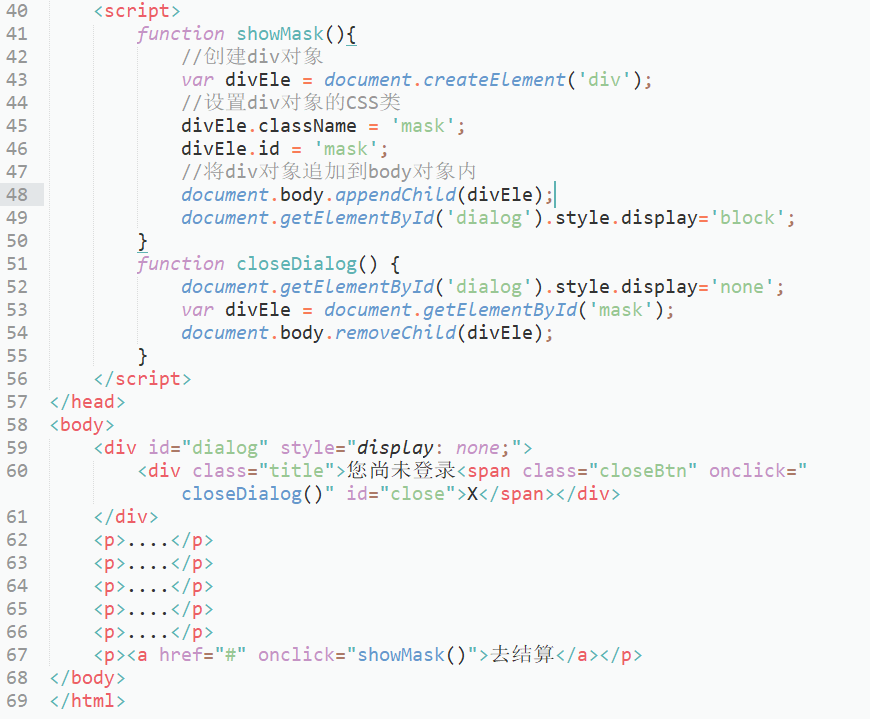 40 <script>
41 function showMask(){
42 //创建div对象
43 var divEle = document.createElement('div');
44 //设置div对象的CSS类
45 divEle.className = 'mask';
46 divEle.id = 'mask';
47 //将div对象追加到body对象内
48 document.body.appendChild(divEle);
49 document.getElementById('dialog').style.display='block';
50 }
51 function closeDialog() {
52 document.getElementById('dialog').style.display='none';
53 var divEle = document.getElementById('mask');
54 document.body.removeChild(divEle);
55 }
56 </script>
57 </head>
58 <body>
59 <div id="dialog" style="display: none;">
60 <div class="title">您尚未登录<span class="closeBtn" onclick="
closeDialog()" id="close">X</span></div>
61 </div>
62 <p>....</p>
63 <p>....</p>
64 <p>....</p>
65 <p>....</p>
66 <p>....</p>
67 <p><a href="#" onclick="showMask()">去结算</a></p>
68 </body>
69 </html>